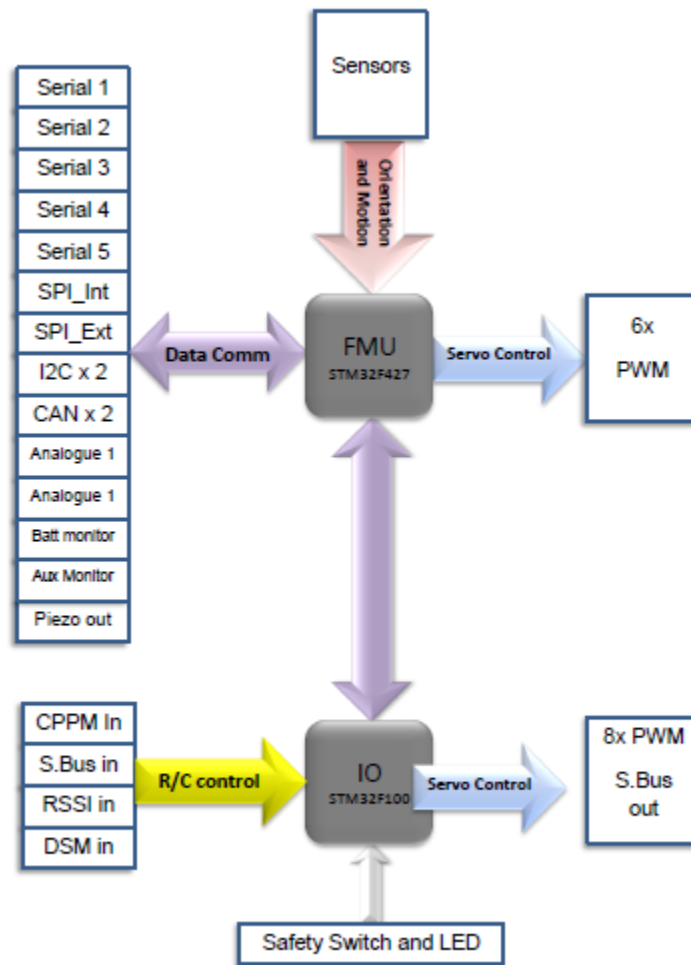 Sensors
Orientation
and Motion
Serial 1
Serial 2
Serial 3
Serial 4
Serial 5
SPI_Int
SPI_Ext
I2C x 2
CAN x 2
Analogue 1
Analogue 1
Batt monitor
Aux Monitor
Piezo out
Data Comm
FMU
STM32F427
Servo Control
6x
PWM
CPPM In
S.Bus in
RSSI in
DSM in
R/C control
IO
STM32F100
Servo Control
8x PWM
S.Bus
out
Safety Switch and LED